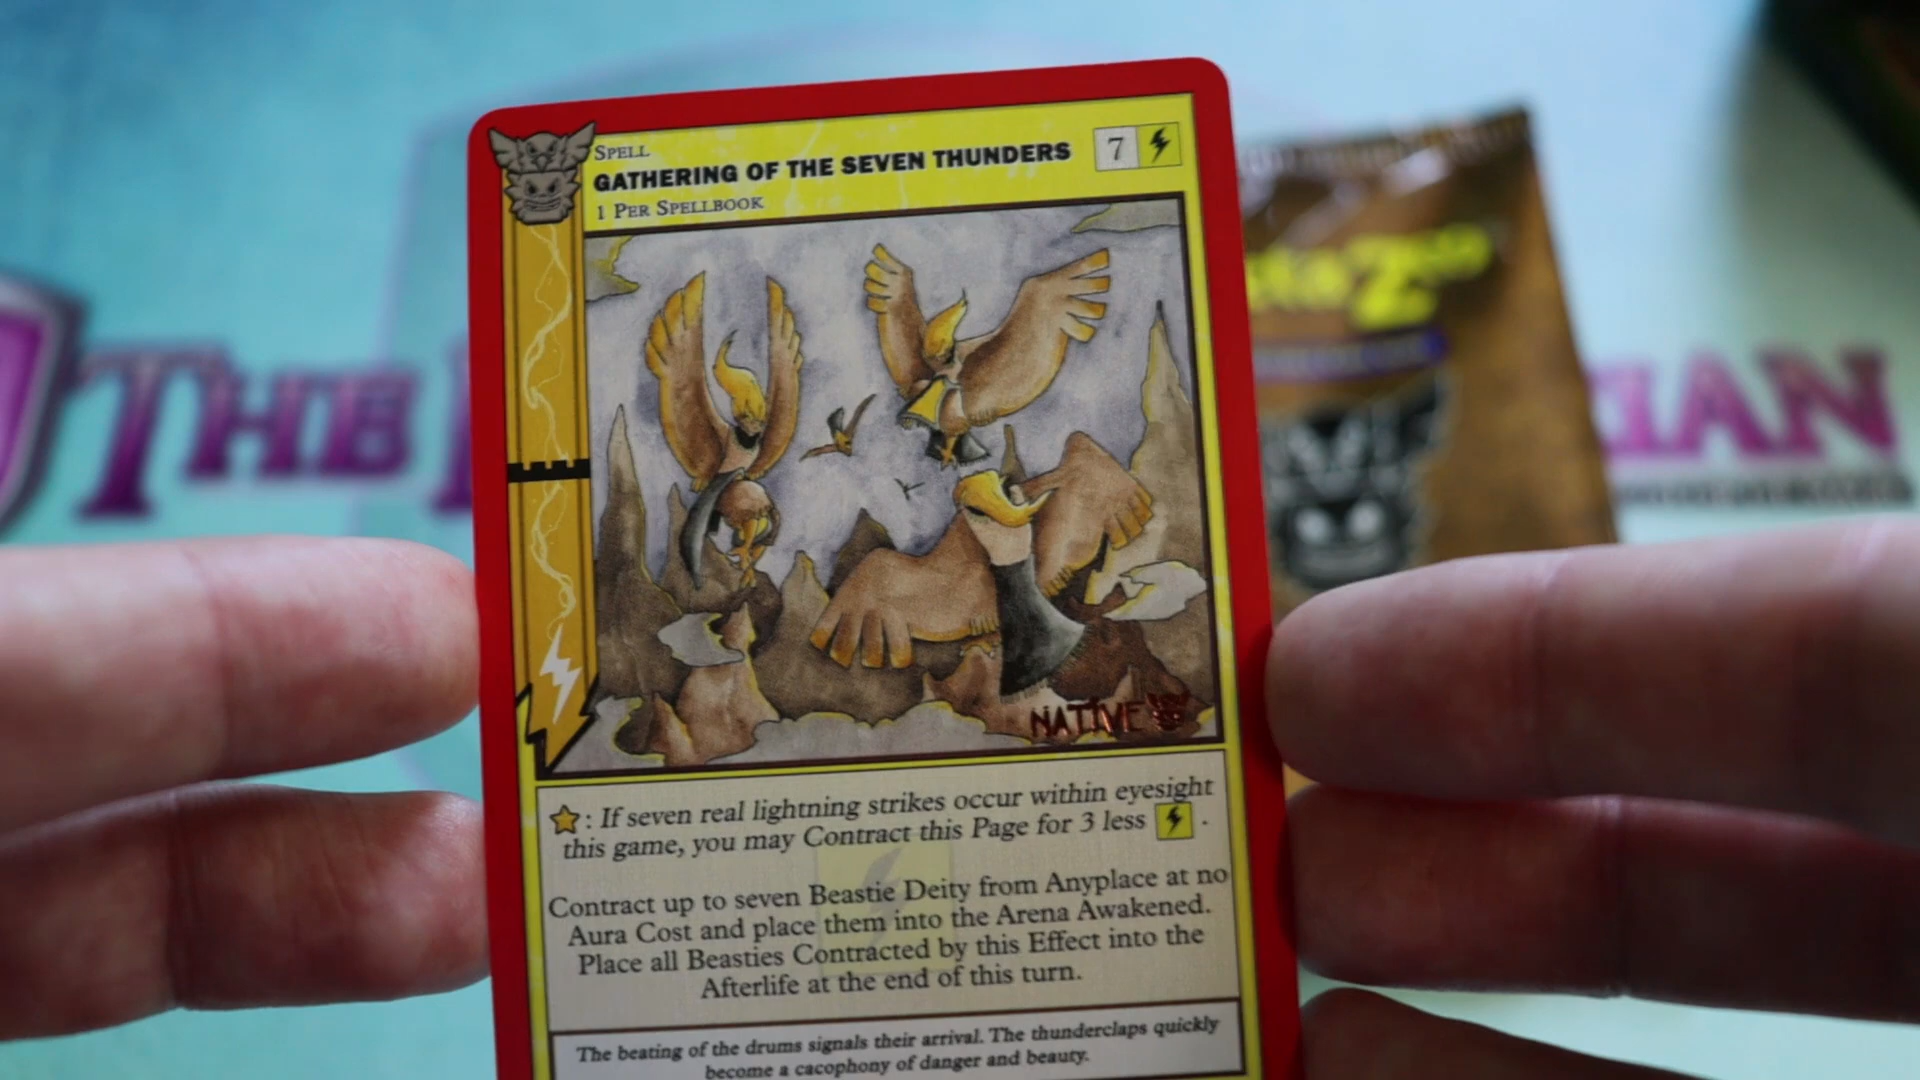 SPELL
GATHERING OF THE SEVEN THUNDERS
7
1 PER SPELLBOOK
NATIVE
: If seven real lightning strikes occur within eyesight
this game, you may Contract this Page for 3 less .
Contract up to seven Beastie Deity from Anyplace at no
Aura Cost and place them into the Arena Awakened.
Place all Beasties Contracted by this Effect into the
Afterlife at the end of this turn.
The beating of the drums signals their arrival. The thunderclaps quickly
become a cacophony of danger and beauty.
THE